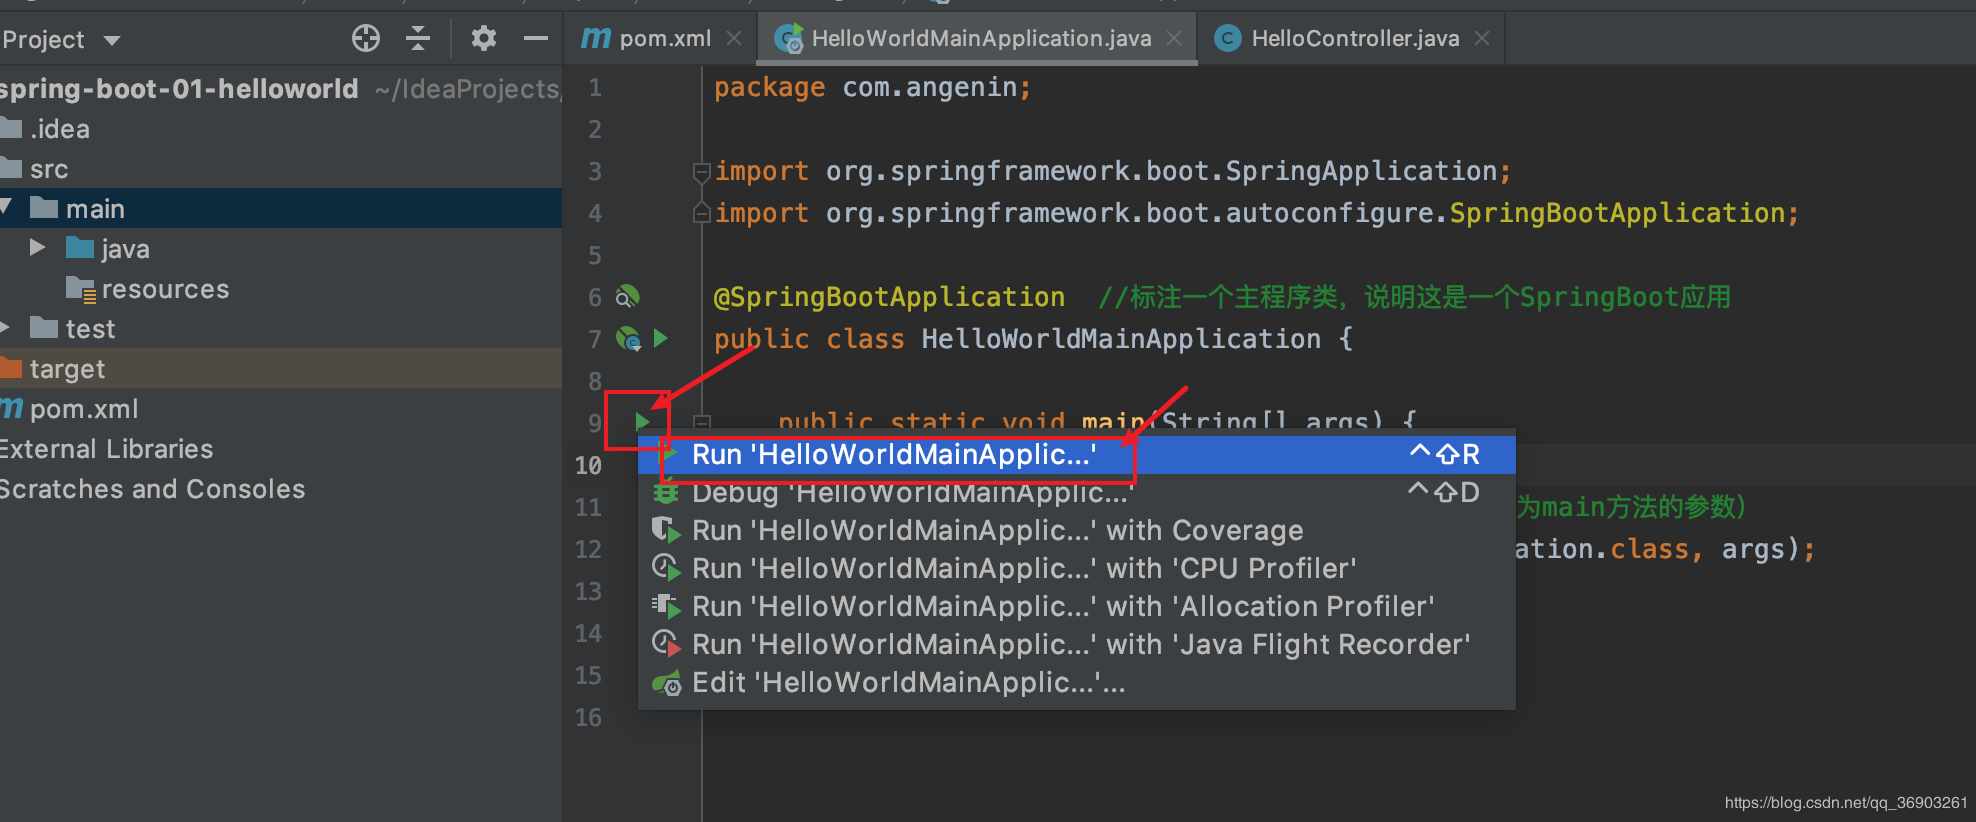 Project
pom.xml
HelloWorldMainApplication.java
HelloController.java
spring-boot-01-helloworld ~/IdeaProjects/
.idea
src
main
java
resources
test
target
pom.xml
External Libraries
Scratches and Consoles
1 package com.angenin;
2
3 import org.springframework.boot.SpringApplication;
4 import org.springframework.boot.autoconfigure.SpringBootApplication;
5
6 @SpringBootApplication //标注一个主程序类，说明这是一个SpringBoot应用
7 public class HelloWorldMainApplication {
8
9 public static void main(String[] args) {
10
11 为main方法的参数）
12 ation.class, args);
13
14
15
16
Run 'HelloWorldMainApplic...' ^⇧R
Debug 'HelloWorldMainApplic...' ^⇧D
Run 'HelloWorldMainApplic...' with Coverage
Run 'HelloWorldMainApplic...' with 'CPU Profiler'
Run 'HelloWorldMainApplic...' with 'Allocation Profiler'
Run 'HelloWorldMainApplic...' with 'Java Flight Recorder'
Edit 'HelloWorldMainApplic...'...
https://blog.csdn.net/qq_36903261